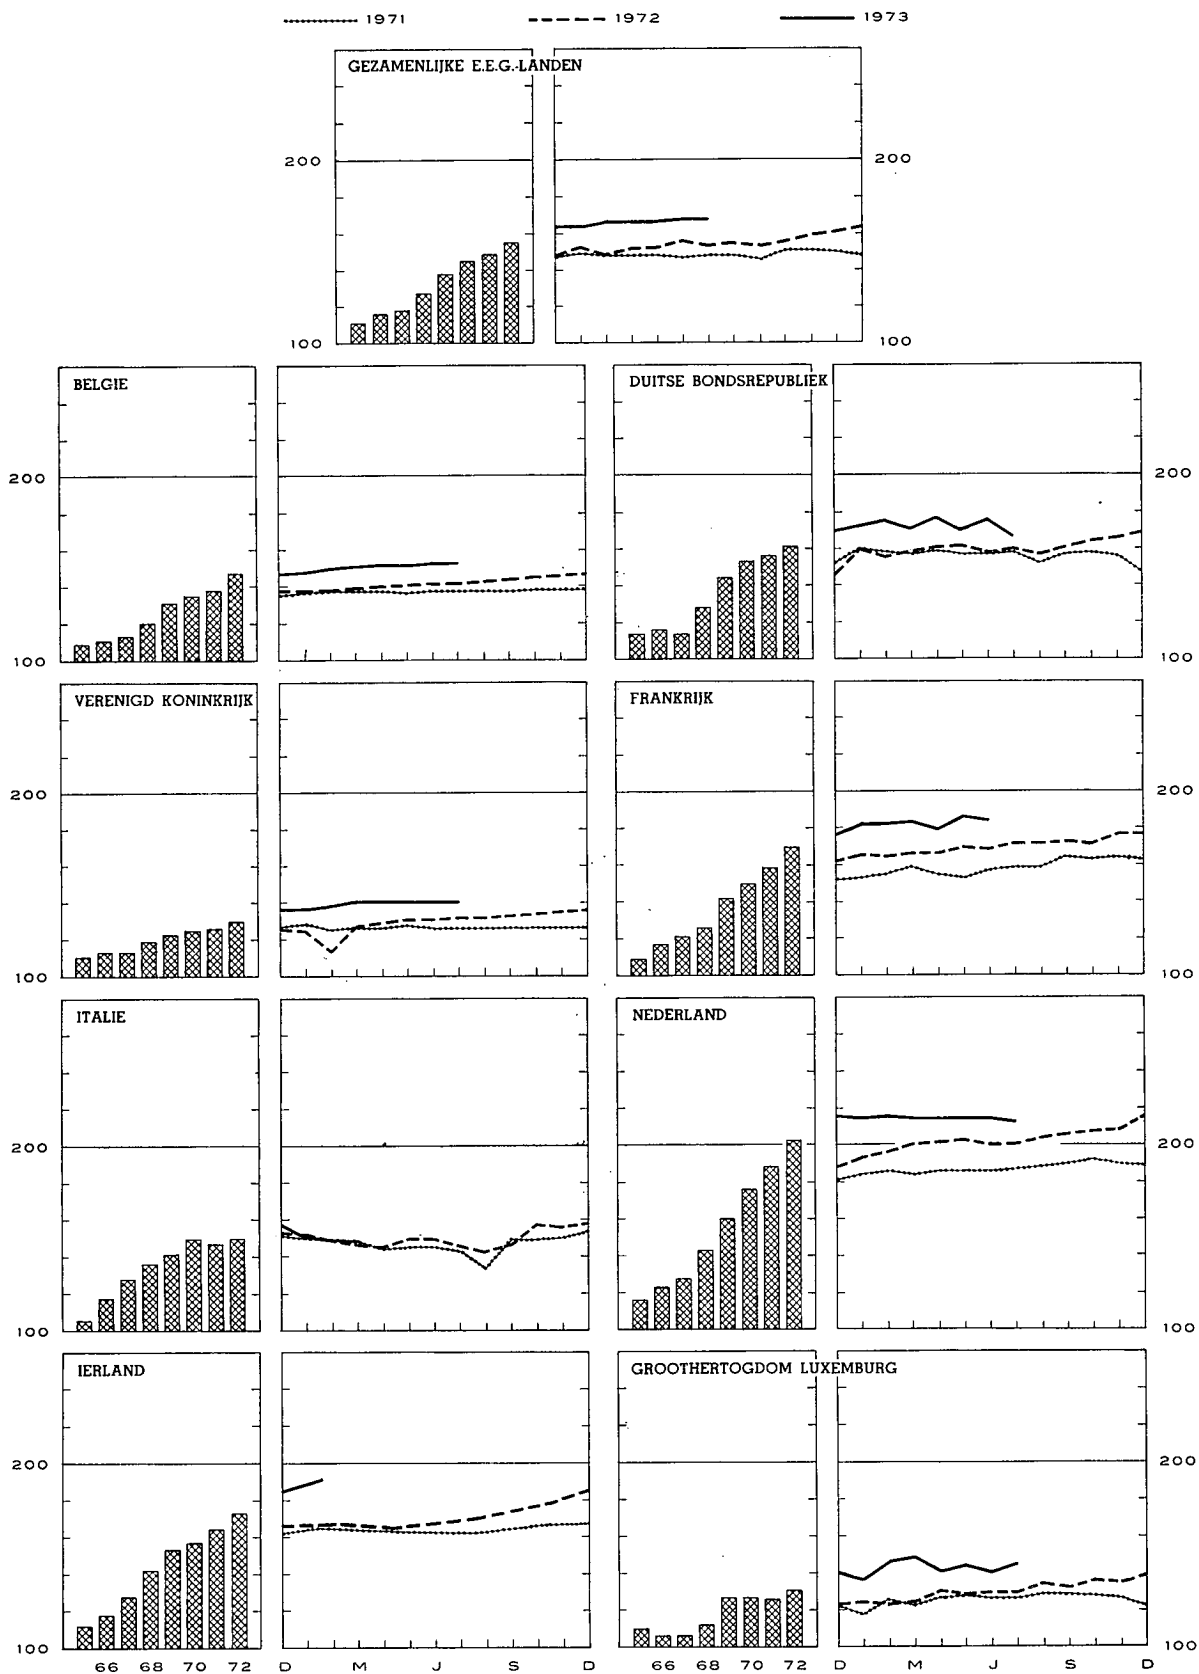 1971 1972 1973
GEZAMENLIJKE E.E.G.-LANDEN
200 200
100 100
BELGIE DUITSE BONDSREPUBLIEK
200 200
100 100
VERENIGD KONINKRIJK FRANKRIJK
200 200
100 100
ITALIE NEDERLAND
200 200
100 100
IERLAND GROOTHERTOGDOM LUXEMBURG
200 200
100 100
66 68 70 72 D M J S D 66 68 70 72 D M J S D